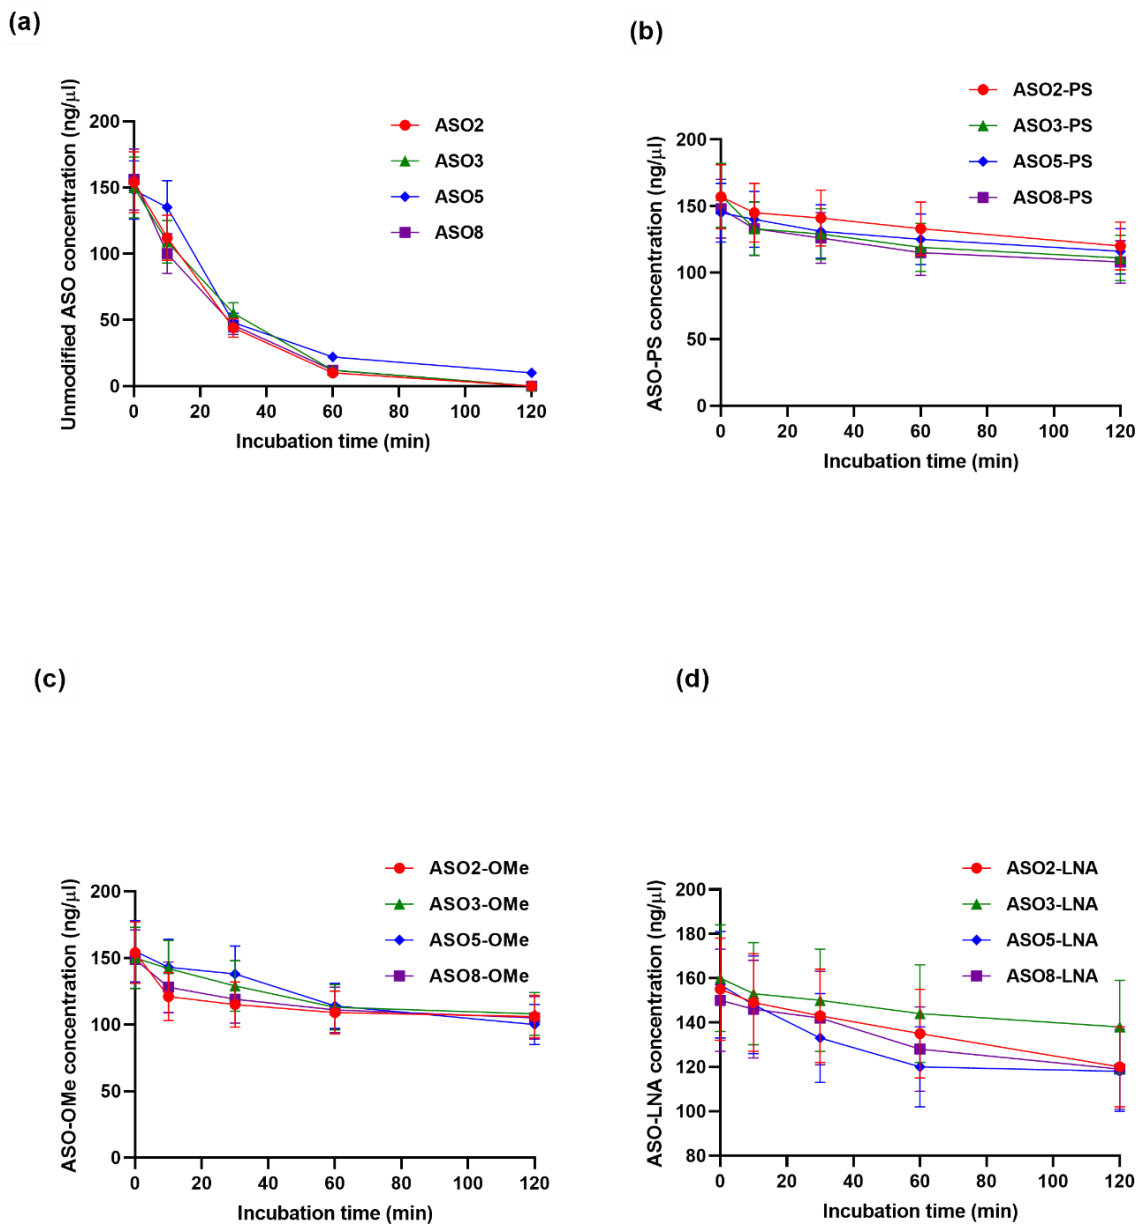 (a)
Unmodified ASO concentration (ng/µl)
200
150
100
50
0
0 20 40 60 80 100 120
Incubation time (min)
ASO2
ASO3
ASO5
ASO8
(b)
ASO-PS concentration (ng/µl)
200
150
100
50
0
0 20 40 60 80 100 120
Incubation time (min)
ASO2-PS
ASO3-PS
ASO5-PS
ASO8-PS
(c)
ASO-OMe concentration (ng/µl)
200
150
100
50
0
0 20 40 60 80 100 120
Incubation time (min)
ASO2-OMe
ASO3-OMe
ASO5-OMe
ASO8-OMe
(d)
ASO-LNA concentration (ng/µl)
200
180
160
140
120
100
80
0 20 40 60 80 100 120
Incubation time (min)
ASO2-LNA
ASO3-LNA
ASO5-LNA
ASO8-LNA